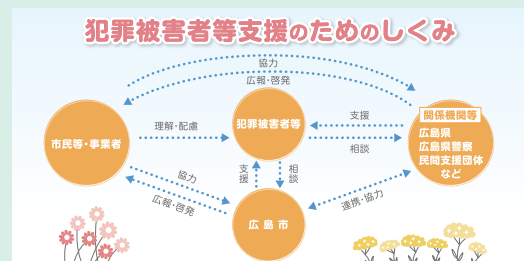 犯罪被害者等支援のためのしくみ
協力
広報・啓発
市民等・事業者
理解・配慮
犯罪被害者等
支援
相談
関係機関等
広島県
広島県警察
民間支援団体
など
協力
広報・啓発
支援
相談
連携・協力
広島市